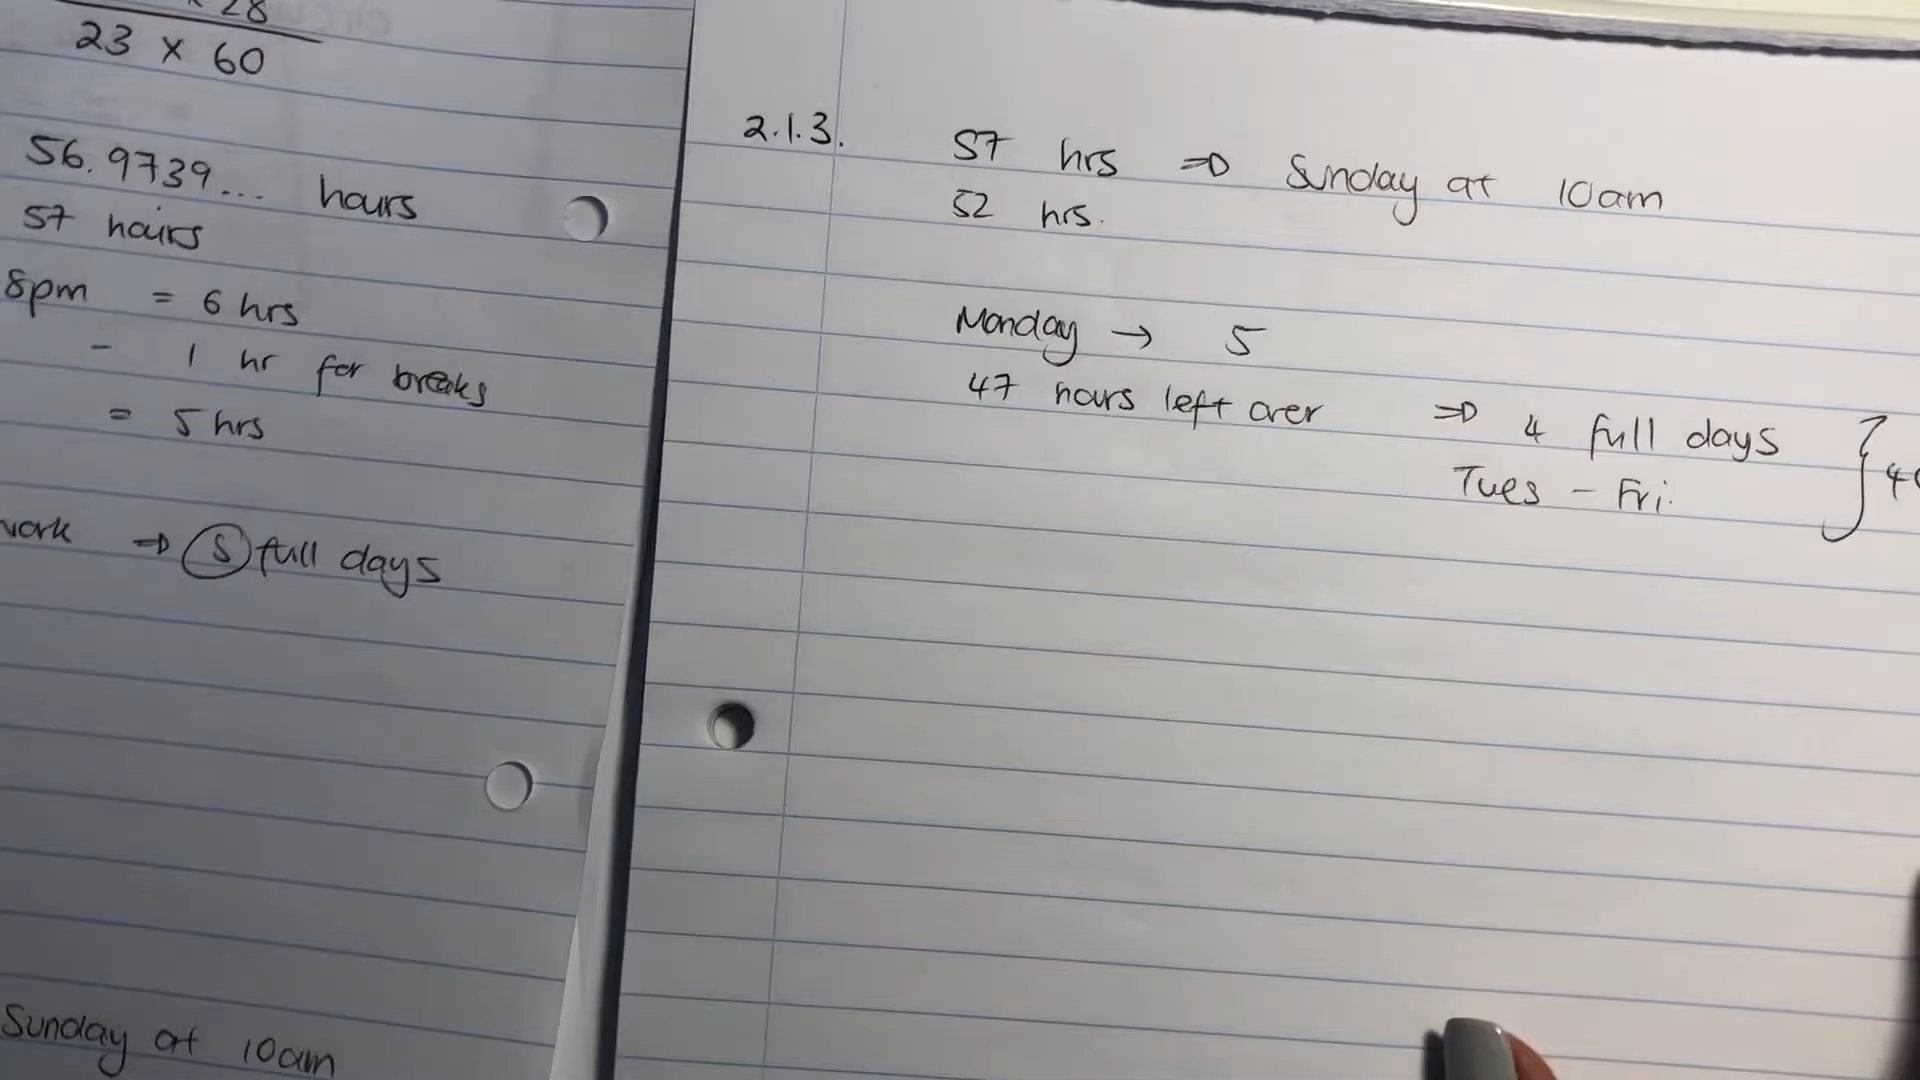 28
23 x 60
56.9739... hours
57 hours
8pm = 6 hrs
- 1 hr for breaks
= 5 hrs
work ⇒ 5 full days
Sunday at 10am
2.1.3. 57 hrs ⇒ Sunday at 10am
52 hrs.
Monday → 5
47 hours left over ⇒ 4 full days
Tues - Fri.